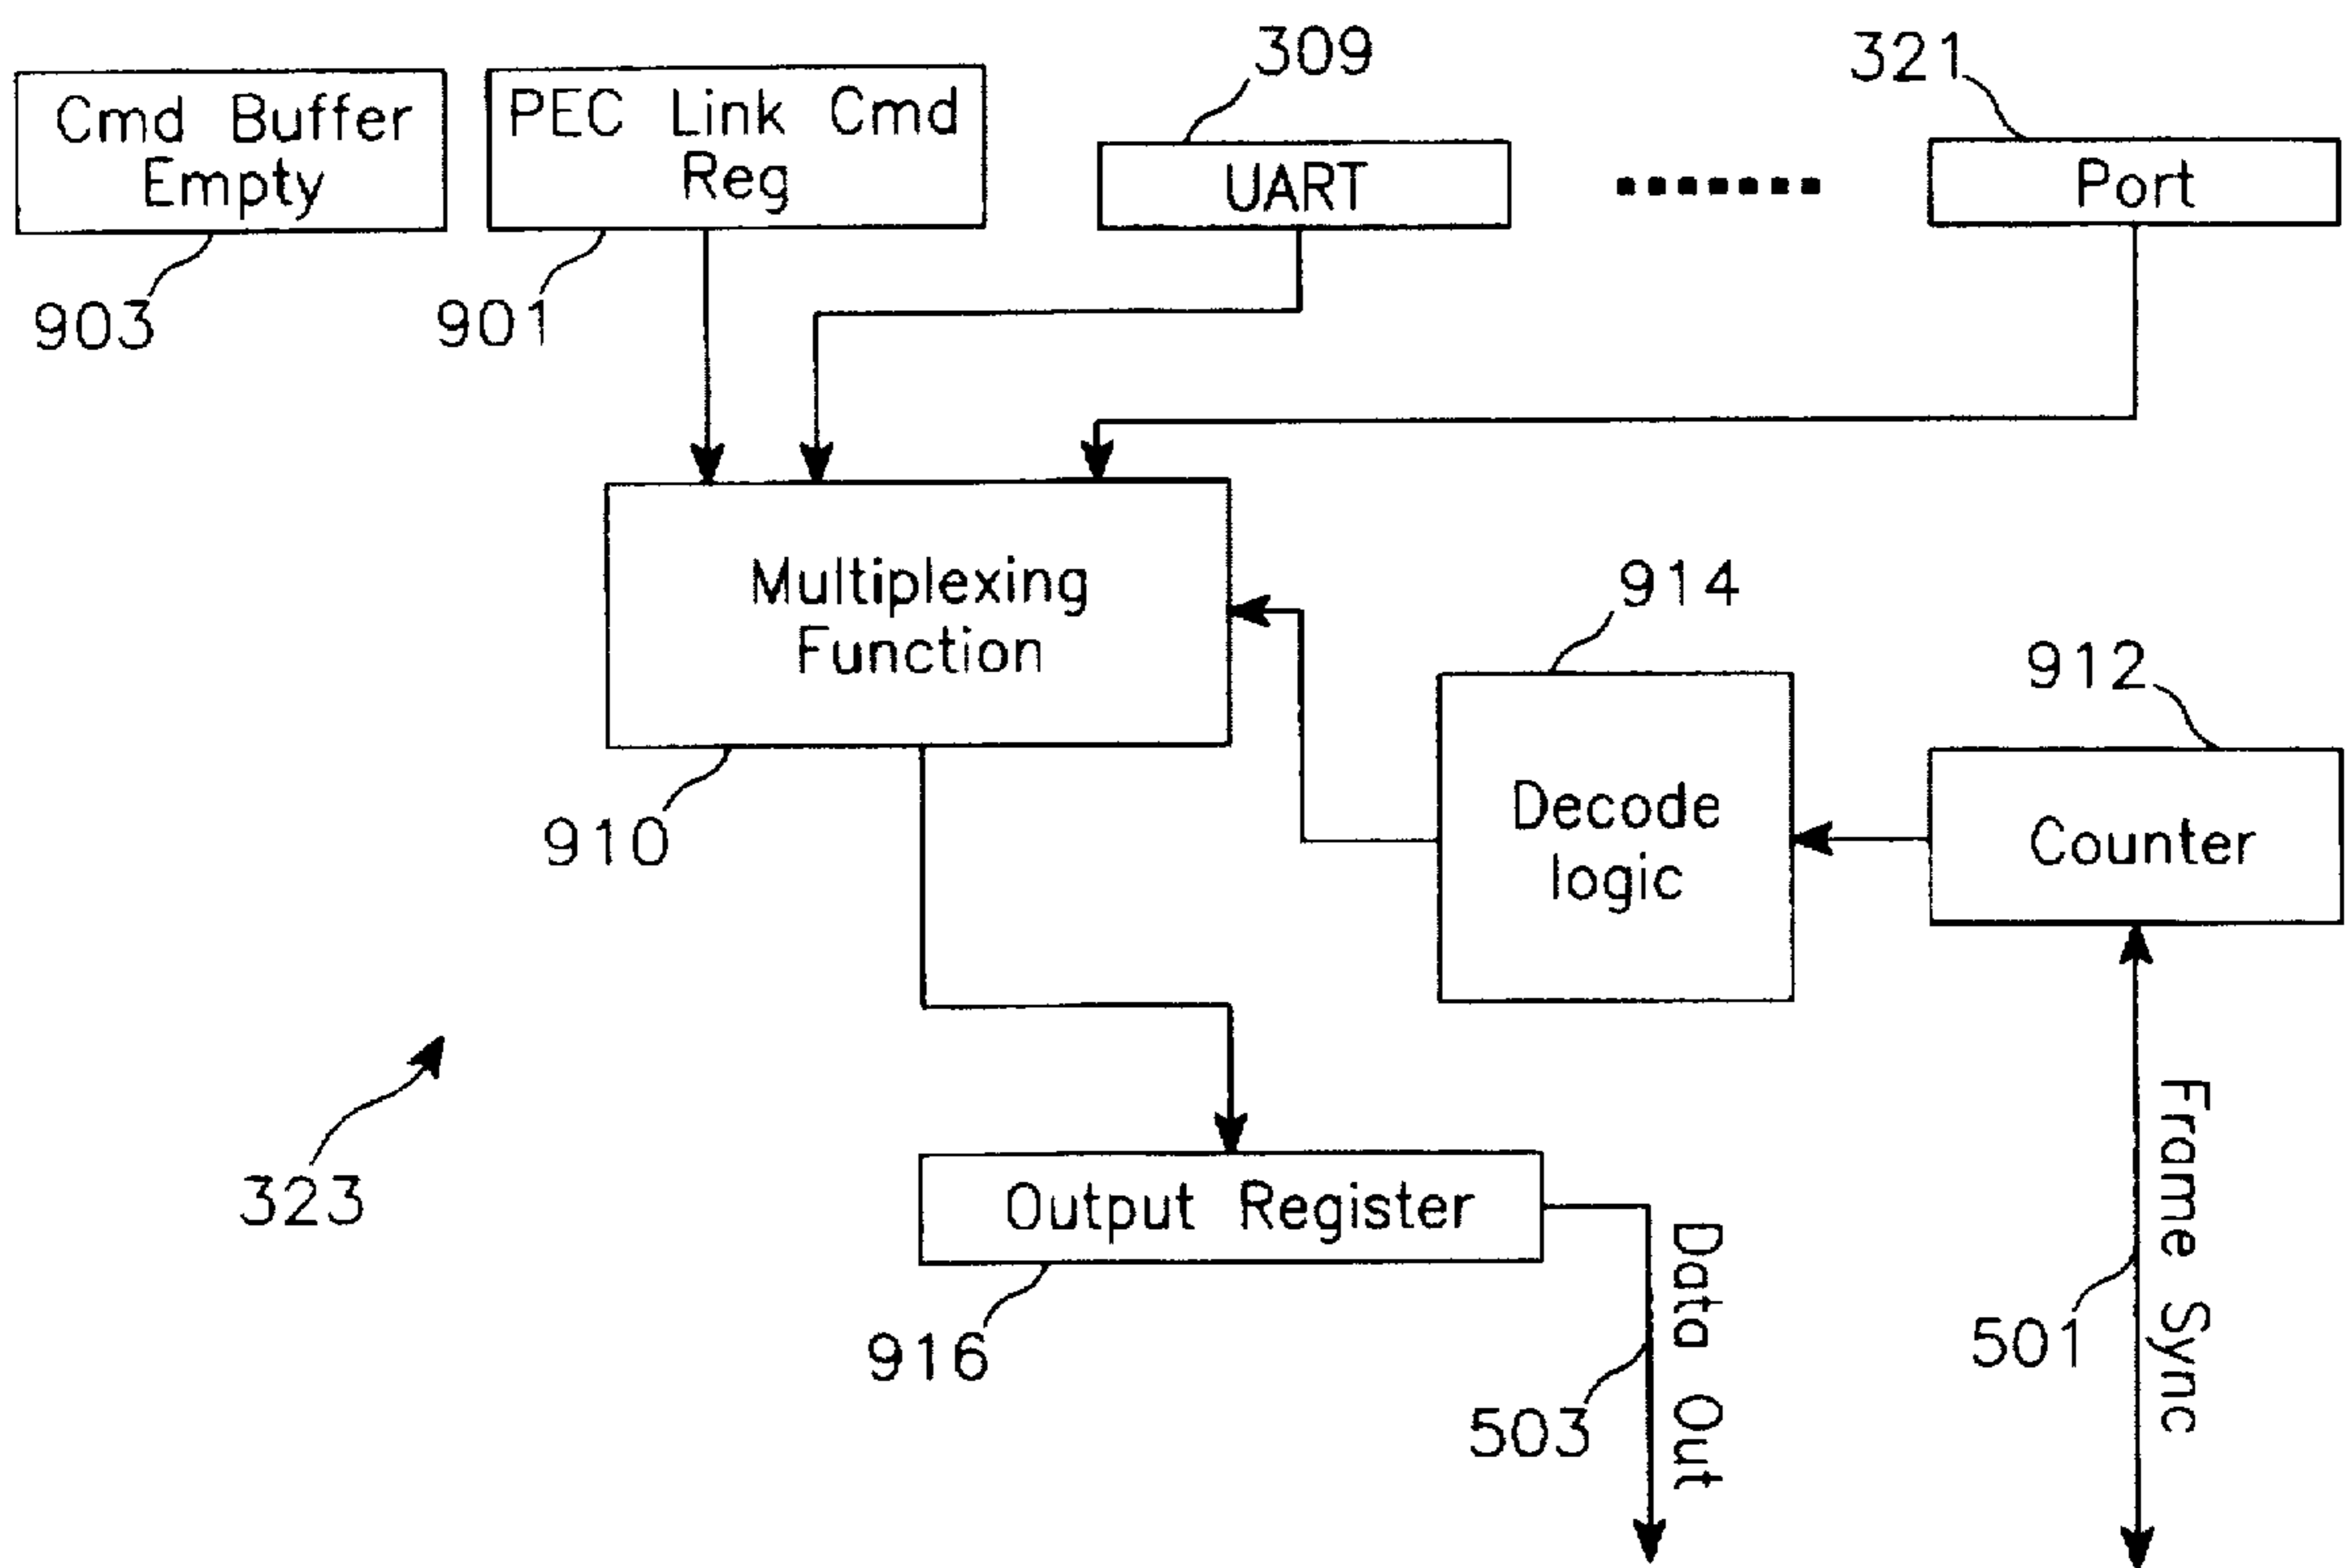 309
321
Cmd Buffer
Empty
PEC Link Cmd
Reg
UART
Port
903
901
Multiplexing
Function
914
912
910
Decode
logic
Counter
323
Output Register
916
503
Data Out
501
Frame Sync